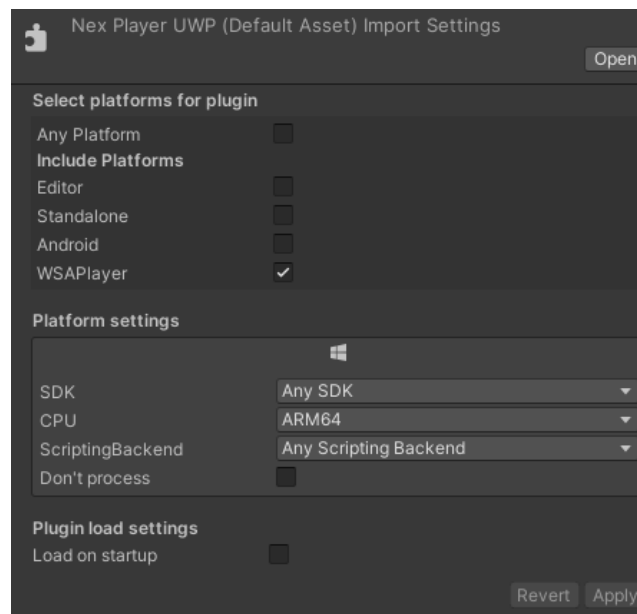 Nex Player UWP (Default Asset) Import Settings
Open
Select platforms for plugin
Any Platform
Include Platforms
Editor
Standalone
Android
WSAPlayer
Platform settings
SDK Any SDK
CPU ARM64
ScriptingBackend Any Scripting Backend
Don't process
Plugin load settings
Load on startup
Revert Apply